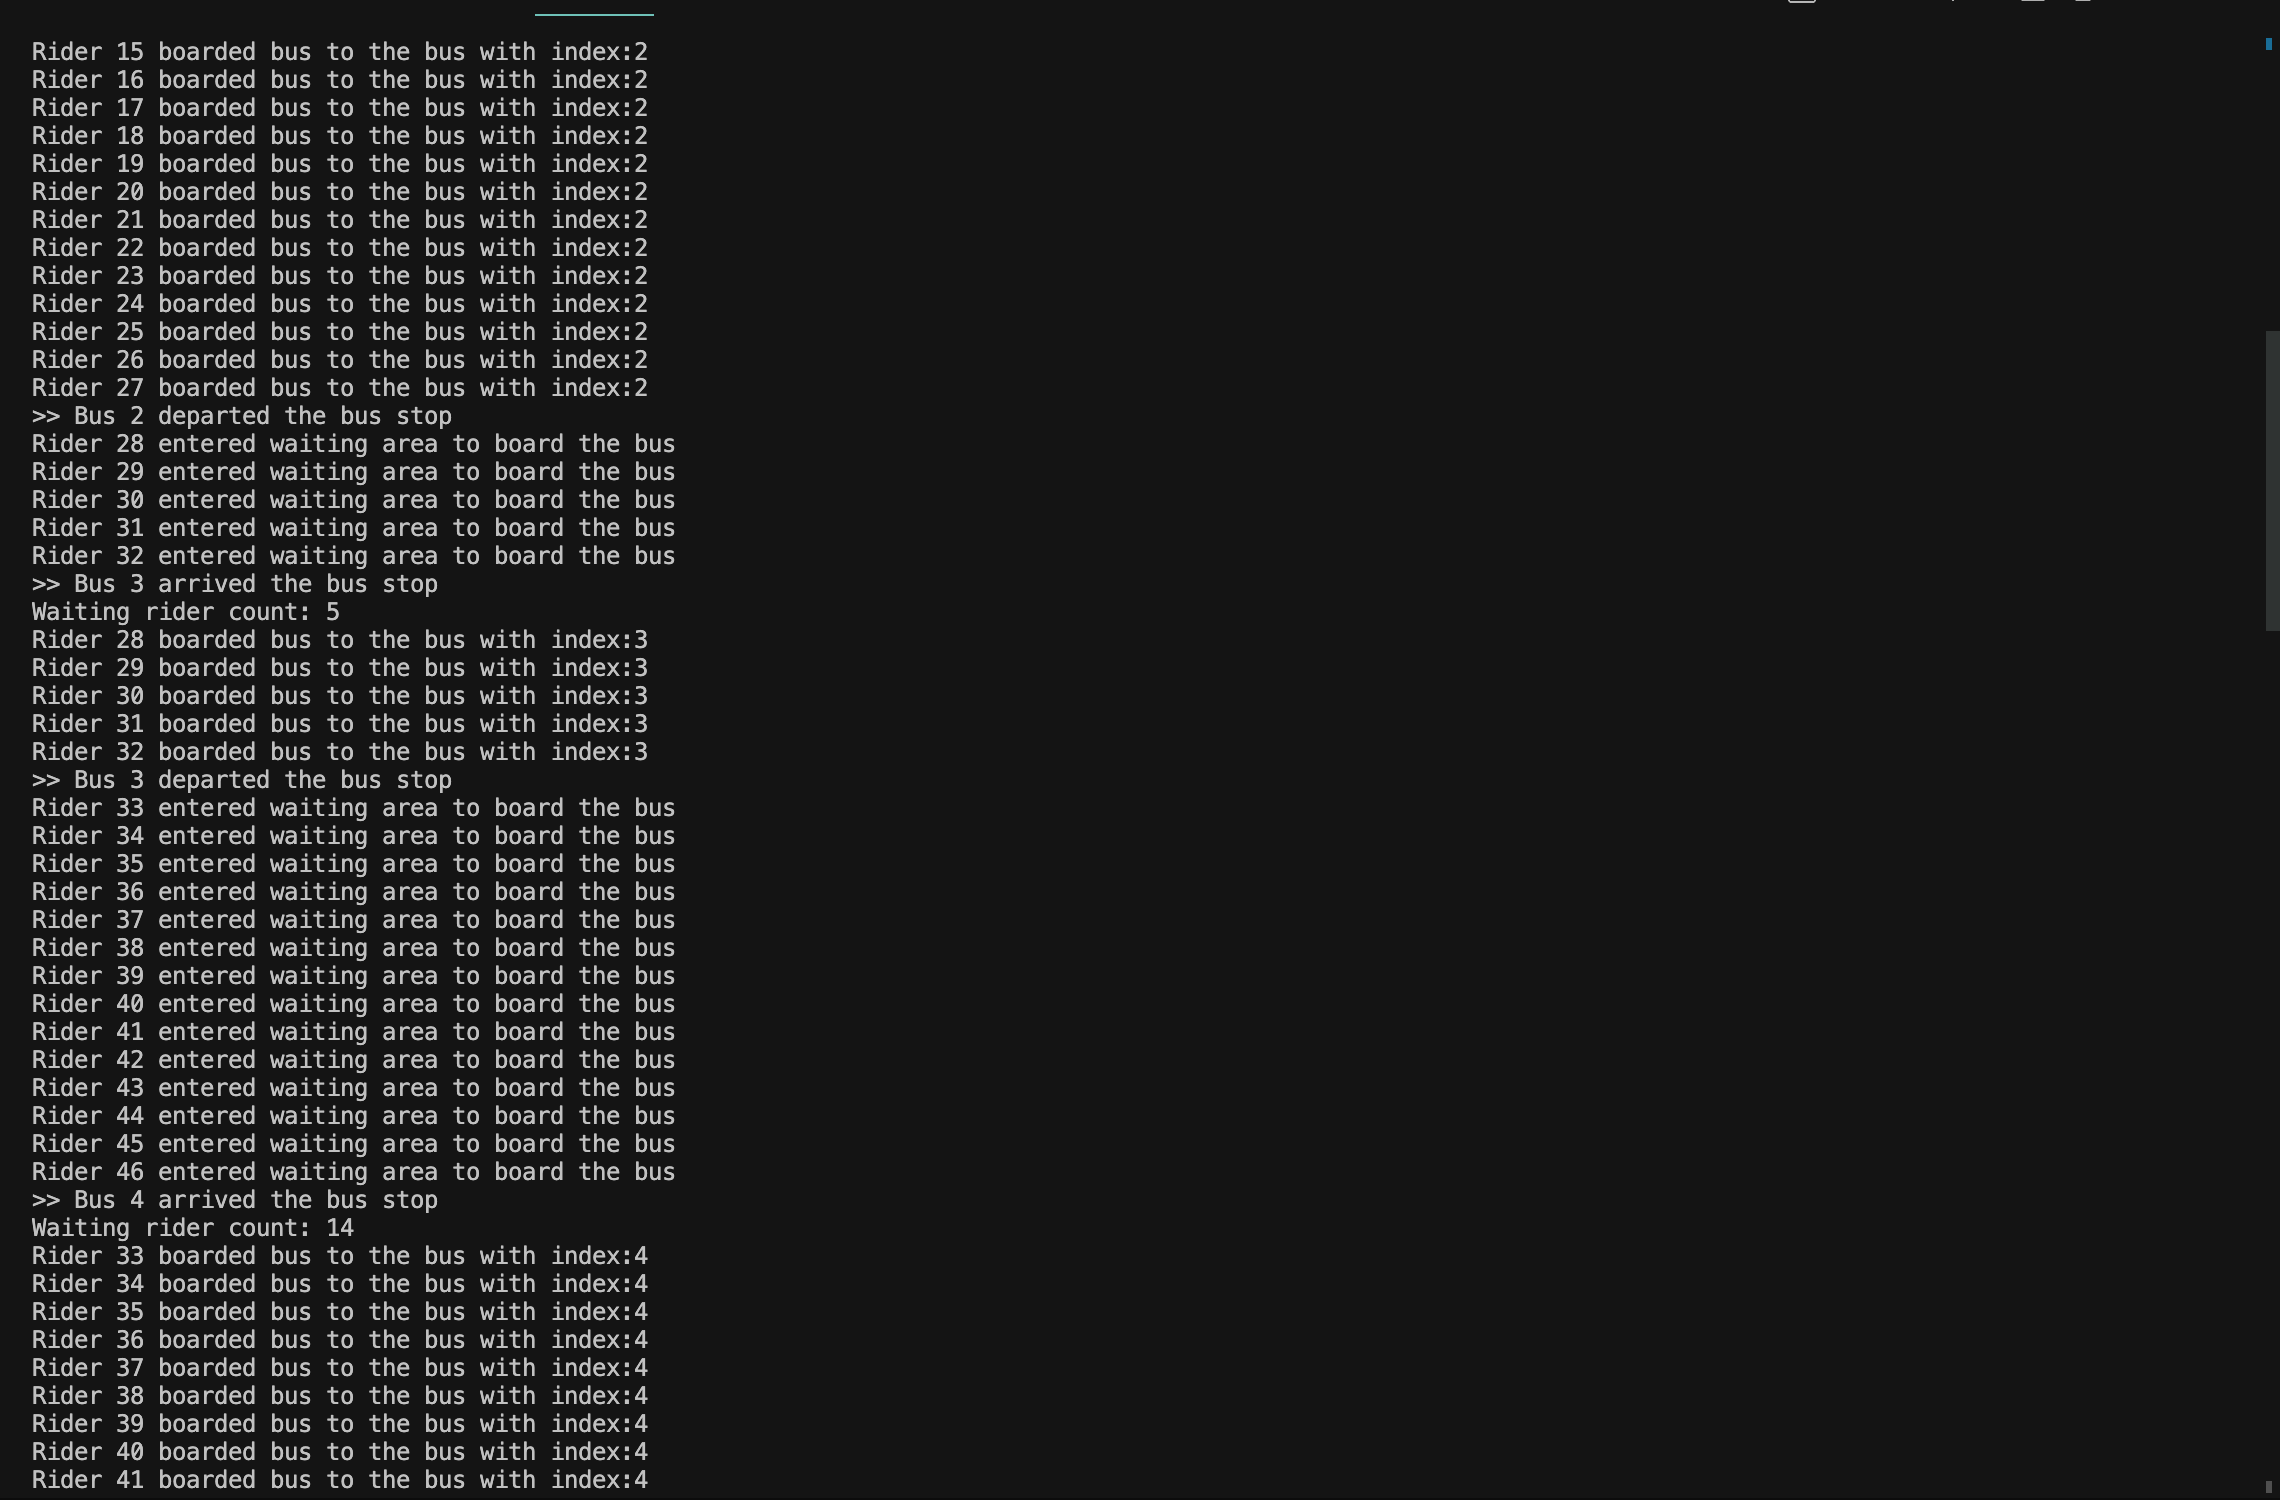 Rider 15 boarded bus to the bus with index:2
Rider 16 boarded bus to the bus with index:2
Rider 17 boarded bus to the bus with index:2
Rider 18 boarded bus to the bus with index:2
Rider 19 boarded bus to the bus with index:2
Rider 20 boarded bus to the bus with index:2
Rider 21 boarded bus to the bus with index:2
Rider 22 boarded bus to the bus with index:2
Rider 23 boarded bus to the bus with index:2
Rider 24 boarded bus to the bus with index:2
Rider 25 boarded bus to the bus with index:2
Rider 26 boarded bus to the bus with index:2
Rider 27 boarded bus to the bus with index:2
>> Bus 2 departed the bus stop
Rider 28 entered waiting area to board the bus
Rider 29 entered waiting area to board the bus
Rider 30 entered waiting area to board the bus
Rider 31 entered waiting area to board the bus
Rider 32 entered waiting area to board the bus
>> Bus 3 arrived the bus stop
Waiting rider count: 5
Rider 28 boarded bus to the bus with index:3
Rider 29 boarded bus to the bus with index:3
Rider 30 boarded bus to the bus with index:3
Rider 31 boarded bus to the bus with index:3
Rider 32 boarded bus to the bus with index:3
>> Bus 3 departed the bus stop
Rider 33 entered waiting area to board the bus
Rider 34 entered waiting area to board the bus
Rider 35 entered waiting area to board the bus
Rider 36 entered waiting area to board the bus
Rider 37 entered waiting area to board the bus
Rider 38 entered waiting area to board the bus
Rider 39 entered waiting area to board the bus
Rider 40 entered waiting area to board the bus
Rider 41 entered waiting area to board the bus
Rider 42 entered waiting area to board the bus
Rider 43 entered waiting area to board the bus
Rider 44 entered waiting area to board the bus
Rider 45 entered waiting area to board the bus
Rider 46 entered waiting area to board the bus
>> Bus 4 arrived the bus stop
Waiting rider count: 14
Rider 33 boarded bus to the bus with index:4
Rider 34 boarded bus to the bus with index:4
Rider 35 boarded bus to the bus with index:4
Rider 36 boarded bus to the bus with index:4
Rider 37 boarded bus to the bus with index:4
Rider 38 boarded bus to the bus with index:4
Rider 39 boarded bus to the bus with index:4
Rider 40 boarded bus to the bus with index:4
Rider 41 boarded bus to the bus with index:4